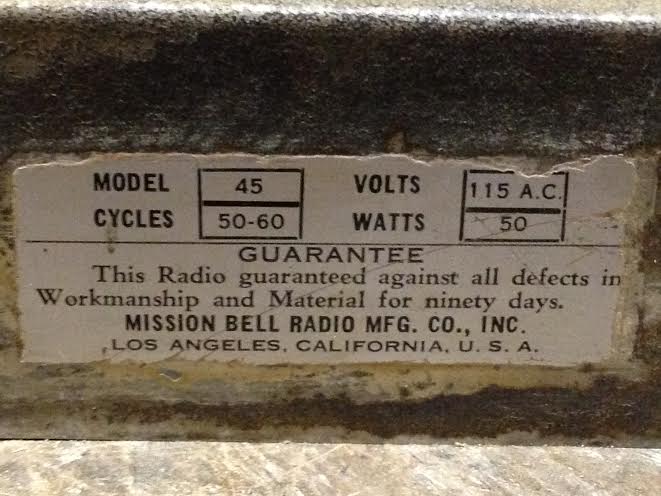 MODEL 45 VOLTS 115 A.C.
CYCLES 50-60 WATTS 50
GUARANTEE
This Radio guaranteed against all defects in
Workmanship and Material for ninety days.
MISSION BELL RADIO MFG. CO., INC.
LOS ANGELES, CALIFORNIA, U. S. A.